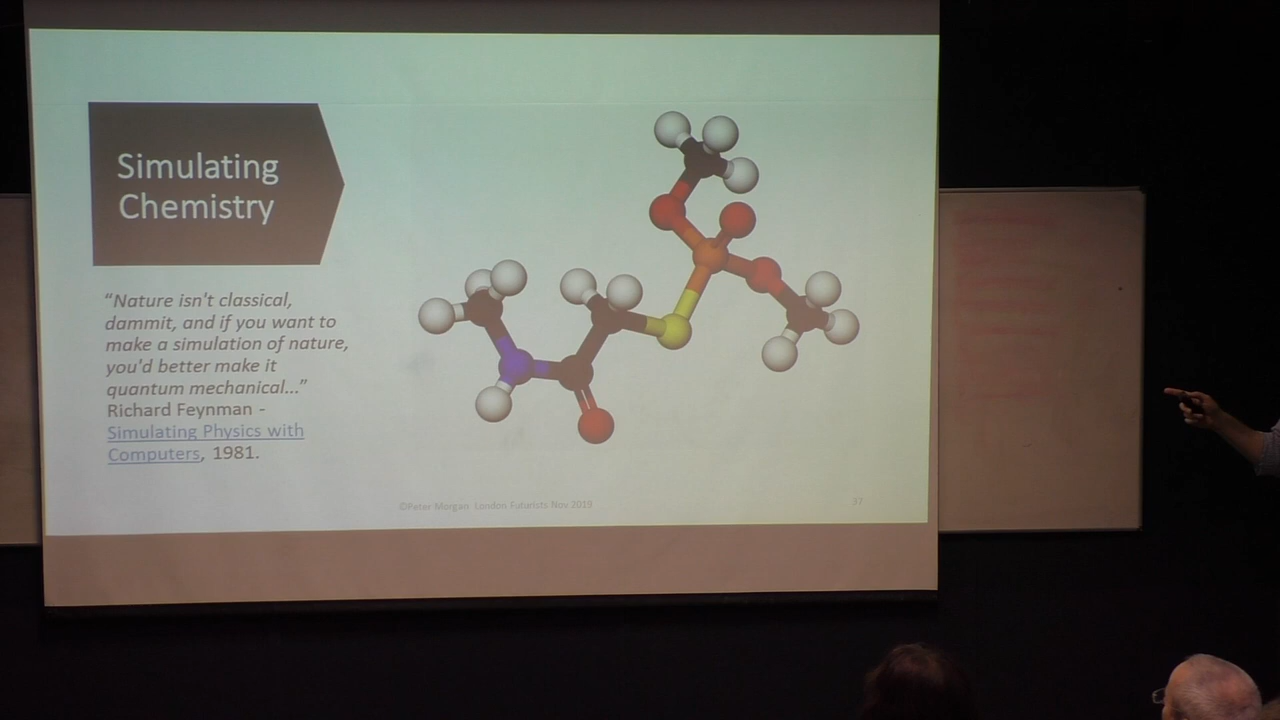 Simulating
Chemistry
“Nature isn't classical,
dammit, and if you want to
make a simulation of nature,
you'd better make it
quantum mechanical...”
Richard Feynman -
Simulating Physics with
Computers, 1981.
©Peter Morgan London Futurists Nov 2019
37